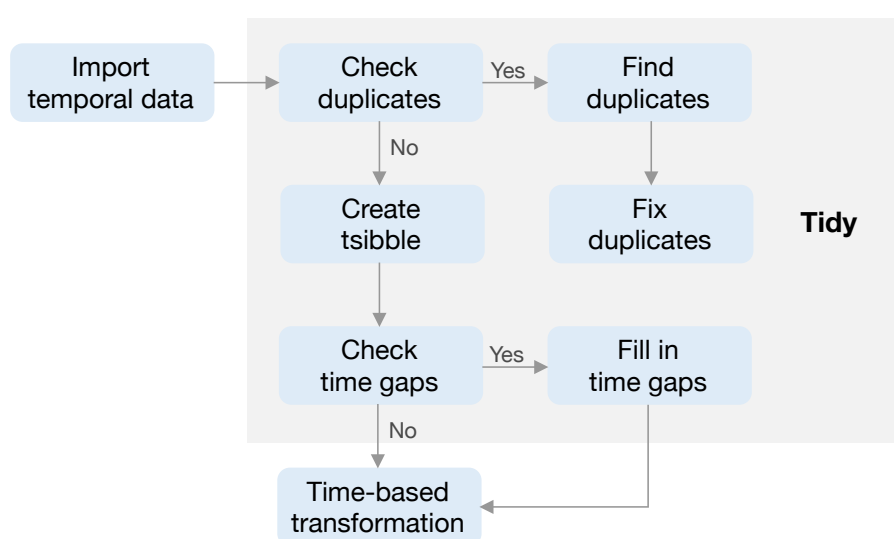 Import
temporal data
Check
duplicates
Yes
Find
duplicates
No
Create
tsibble
Fix
duplicates
Tidy
Check
time gaps
Yes
Fill in
time gaps
No
Time-based
transformation